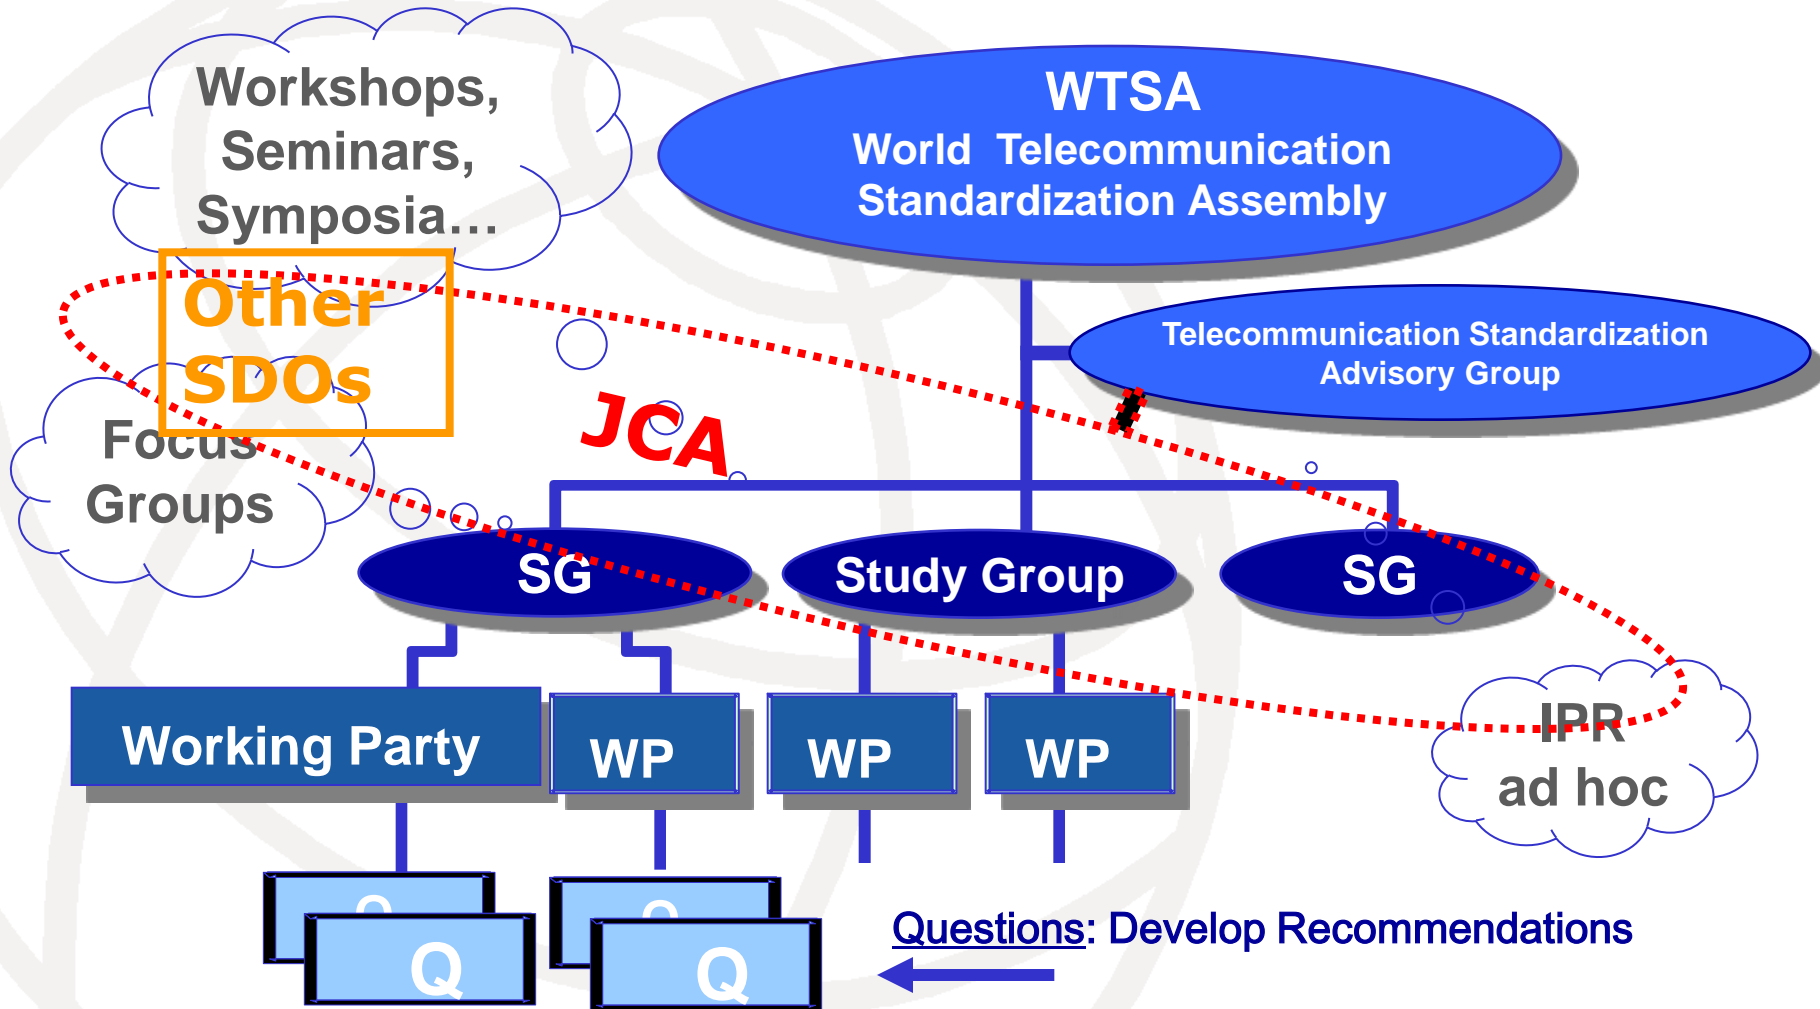 Workshops,
Seminars,
Symposia…
WTSA
World Telecommunication
Standardization Assembly
Other
SDOs
Telecommunication Standardization
Advisory Group
Focus
Groups
JCA
SG
Study Group
SG
Working Party
WP
WP
WP
IPR
ad hoc
Q
Q
Q
Q
Questions: Develop Recommendations